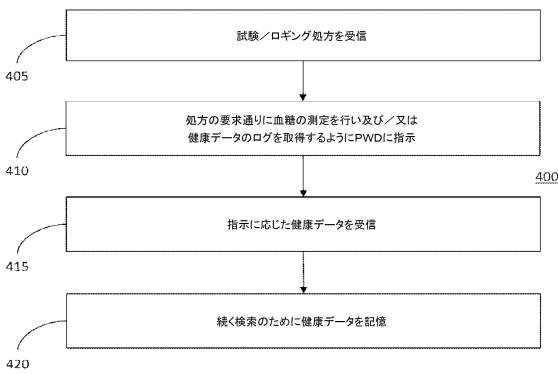 試験／ロギング処方を受信
405
処方の要求通りに血糖の測定を行い及び／又は
健康データのログを取得するようにPWDに指示
410
400
指示に応じた健康データを受信
415
続く検索のために健康データを記憶
420